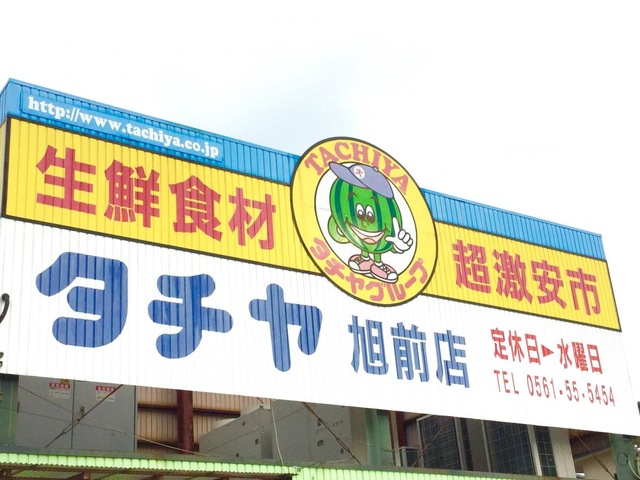 http://www.tachiya.co.jp
生鮮食材
TACHIYA
タチヤグループ
超激安市
タチヤ 旭前店
定休日▶水曜日
TEL 0561-55-5454